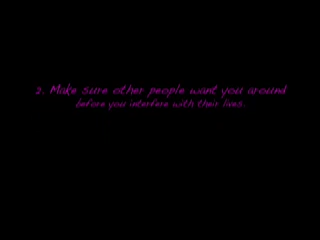 2. Make sure other people want you around
before you interfere with their lives.